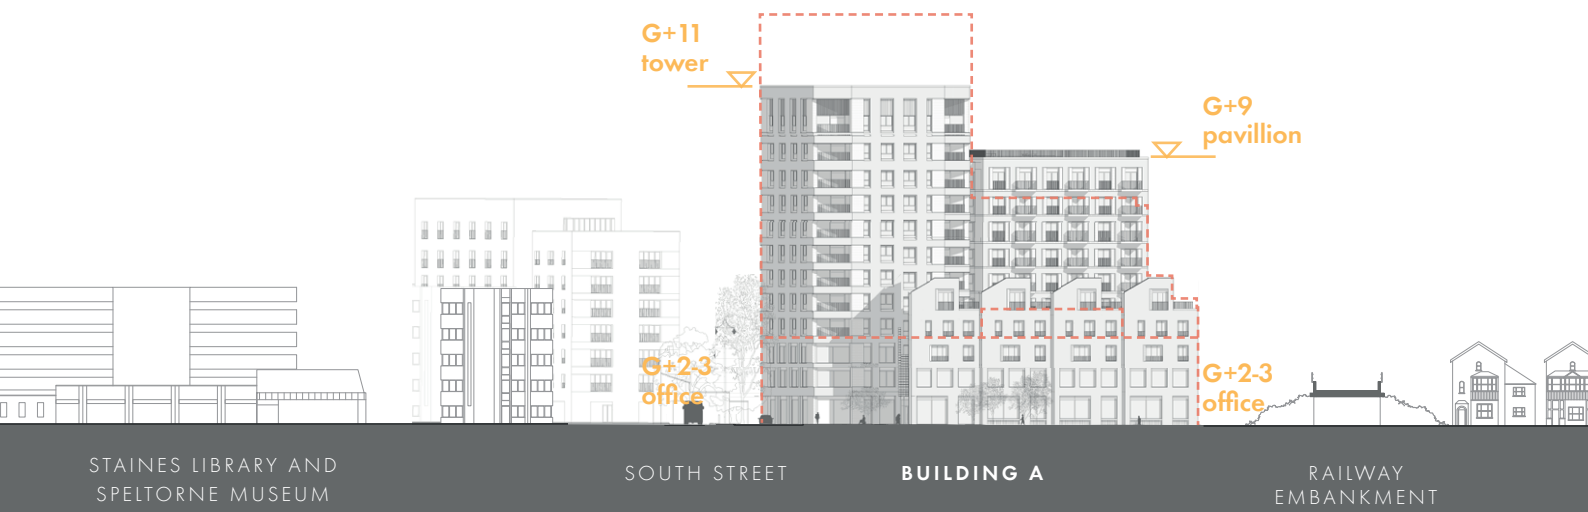 G+11
tower
G+9
pavillion
G+2-3
office
G+2-3
office
STAINES LIBRARY AND
SPELTORNE MUSEUM
SOUTH STREET
BUILDING A
RAILWAY
EMBANKMENT